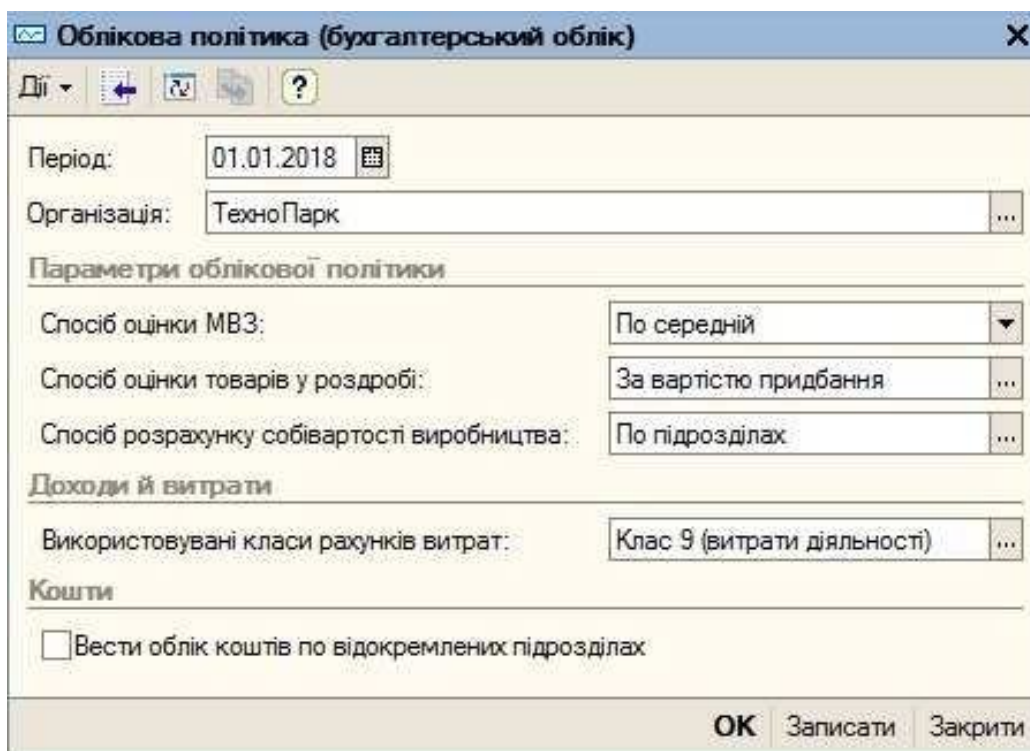 Облікова політика (бухгалтерський облік)
Дії
Період: 01.01.2018
Організація: ТехноПарк ...
Параметри облікової політики
Спосіб оцінки МВЗ: По середній
Спосіб оцінки товарів у роздробі: За вартістю придбання ...
Спосіб розрахунку собівартості виробництва: По підрозділах ...
Доходи й витрати
Використовувані класи рахунків витрат: Клас 9 (витрати діяльності) ...
Кошти
Вести облік коштів по відокремлених підрозділах
OK Записати Закрити